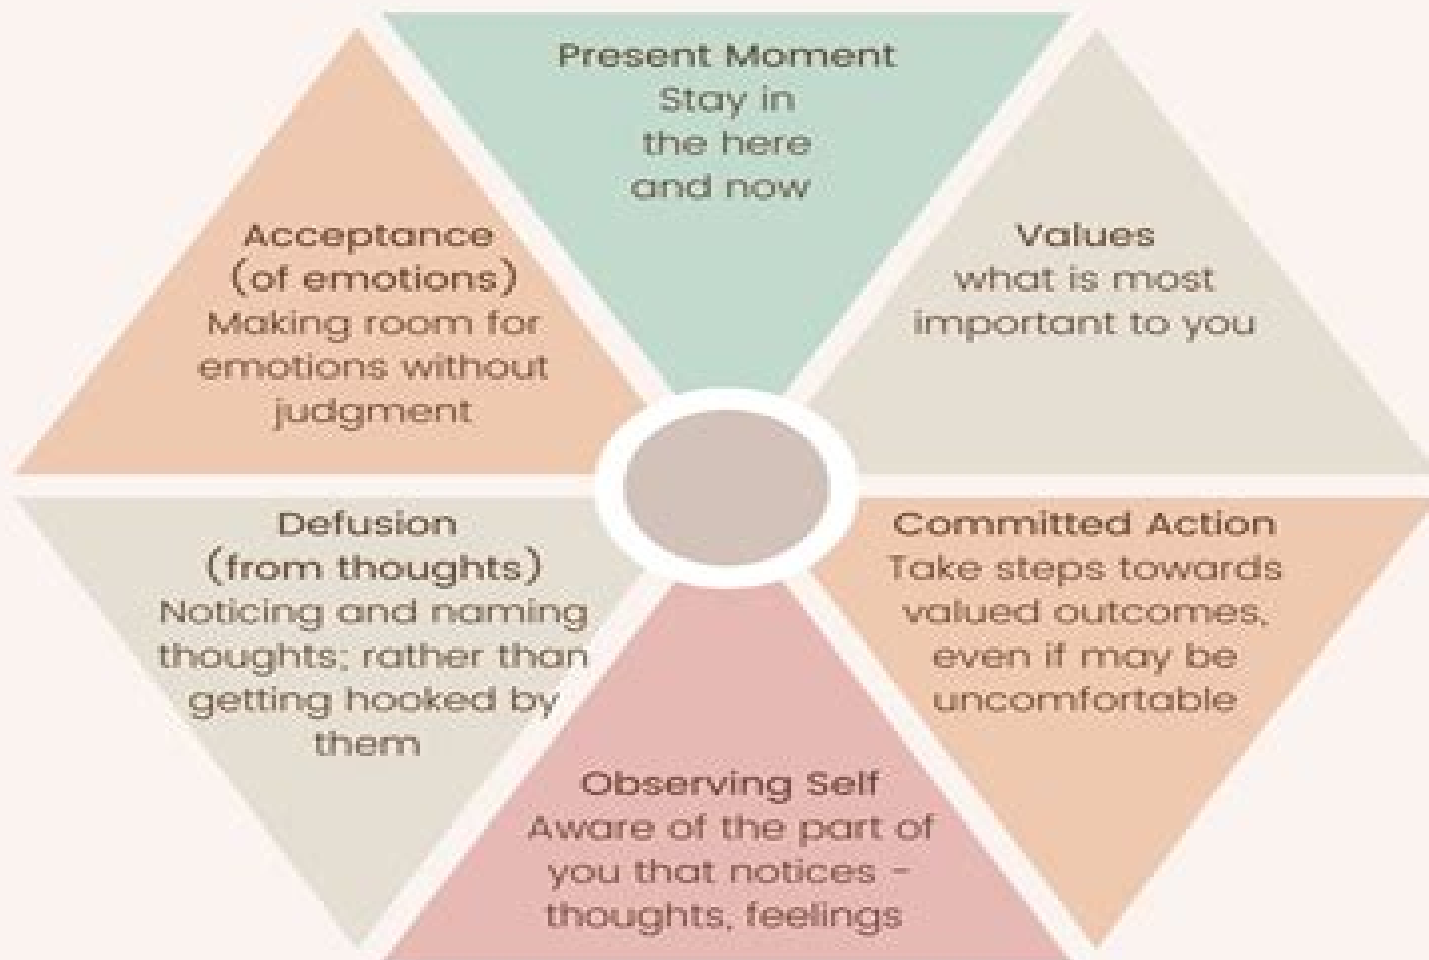 Present Moment
Stay in
the here
and now
Acceptance
(of emotions)
Making room for
emotions without
judgment
Values
what is most
important to you
Defusion
(from thoughts)
Noticing and naming
thoughts; rather than
getting hooked by
them
Committed Action
Take steps towards
valued outcomes,
even if may be
uncomfortable
Observing Self
Aware of the part of
you that notices -
thoughts, feelings